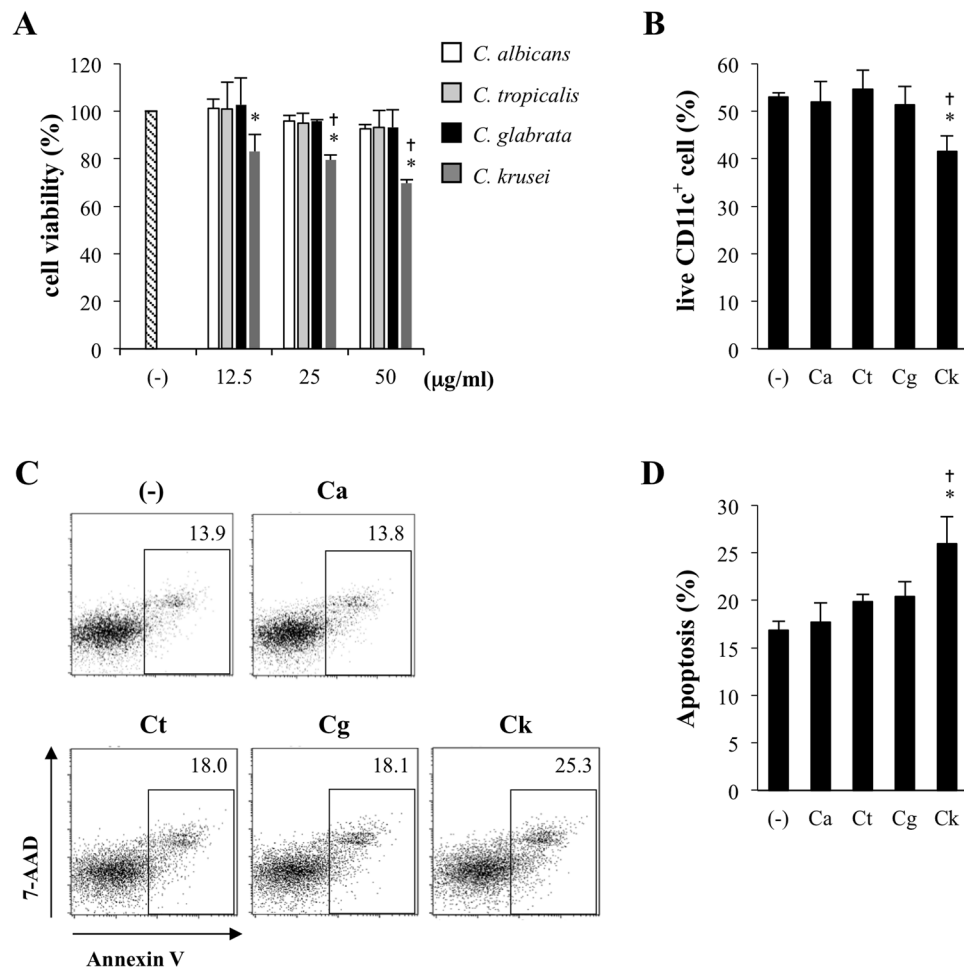 A
C. albicans
C. tropicalis
C. glabrata
C. krusei
cell viability (%)
120
100
80
60
40
20
0
*
†
*
†
*
(-)
12.5
25
50
(μg/ml)
B
live CD11c⁺ cell (%)
60
50
40
30
20
10
0
†
*
(-) Ca Ct Cg Ck
C
(-)
Ca
13.9
13.8
Ct
Cg
Ck
18.0
18.1
25.3
7-AAD
Annexin V
D
Apoptosis (%)
30
25
20
15
10
5
0
†
*
(-) Ca Ct Cg Ck